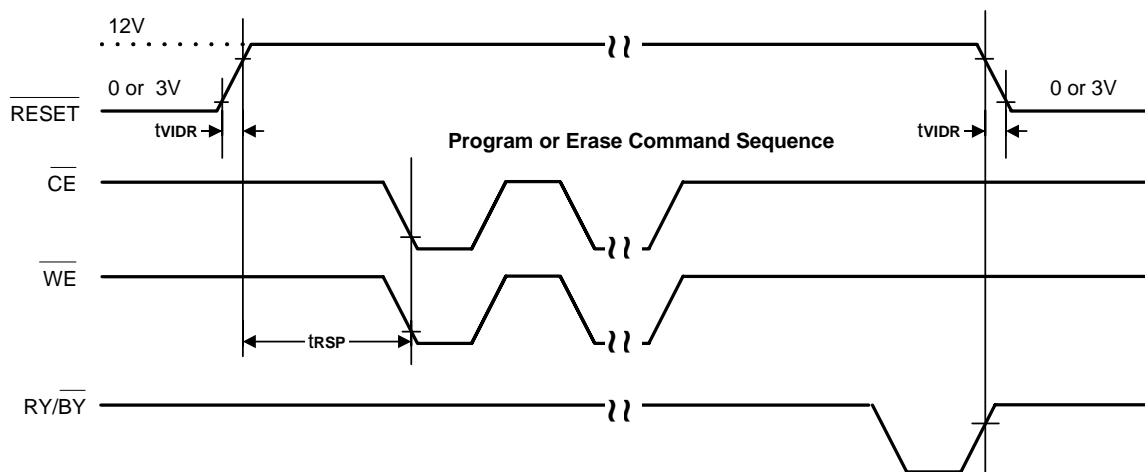 12V
0 or 3V
0 or 3V
RESET
tVIDR
tVIDR
Program or Erase Command Sequence
CE
WE
tRSP
RY/BY